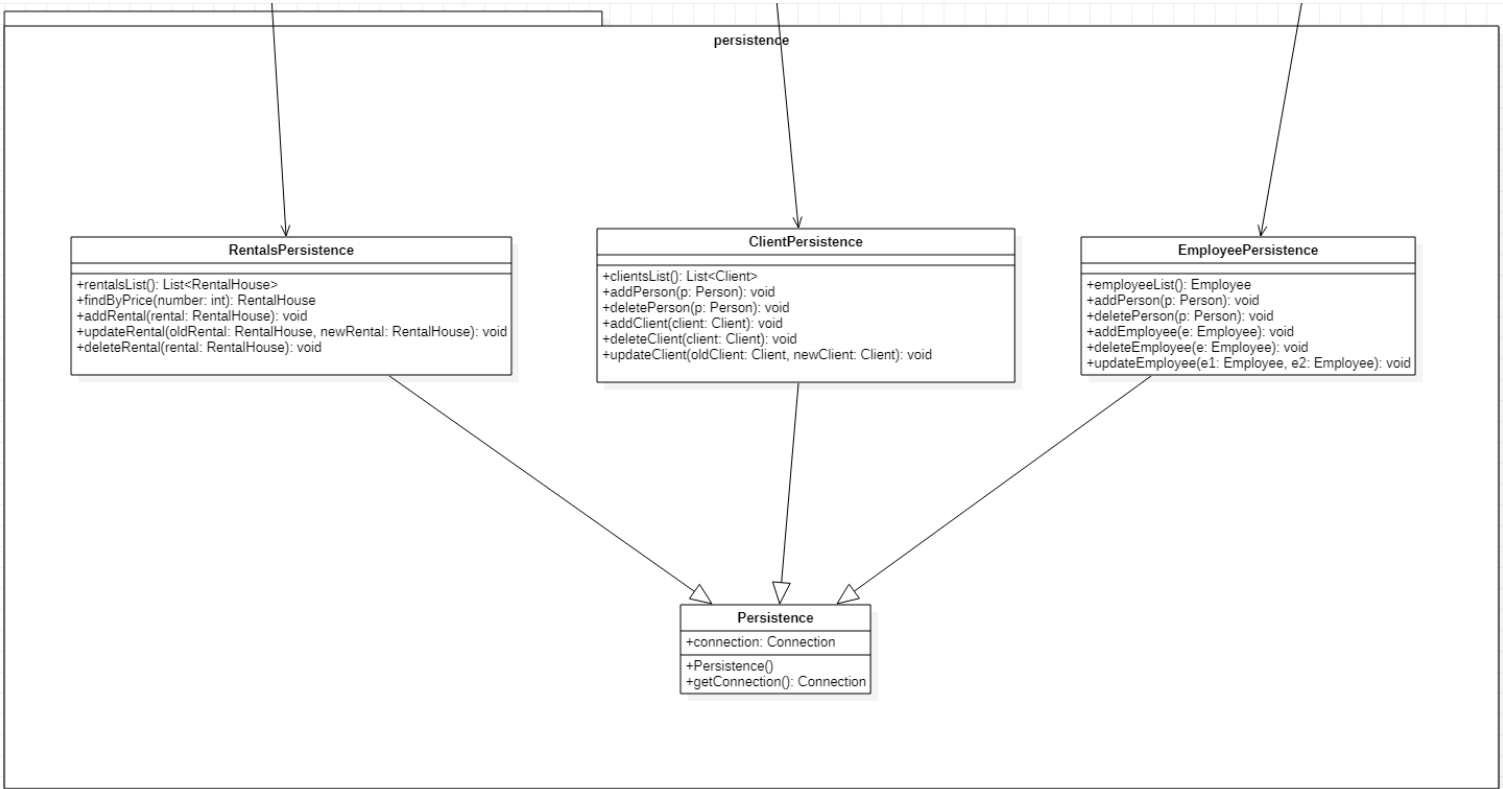 persistence
RentalsPersistence
+rentalsList(): List<RentalHouse>
+findByPrice(number: int): RentalHouse
+addRental(rental: RentalHouse): void
+updateRental(oldRental: RentalHouse, newRental: RentalHouse): void
+deleteRental(rental: RentalHouse): void
ClientPersistence
+clientsList(): List<Client>
+addPerson(p: Person): void
+deletePerson(p: Person): void
+addClient(client: Client): void
+deleteClient(client: Client): void
+updateClient(oldClient: Client, newClient: Client): void
EmployeePersistence
+employeeList(): Employee
+addPerson(p: Person): void
+deletePerson(p: Person): void
+addEmployee(e: Employee): void
+deleteEmployee(e: Employee): void
+updateEmployee(e1: Employee, e2: Employee): void
Persistence
+connection: Connection
+Persistence()
+getConnection(): Connection